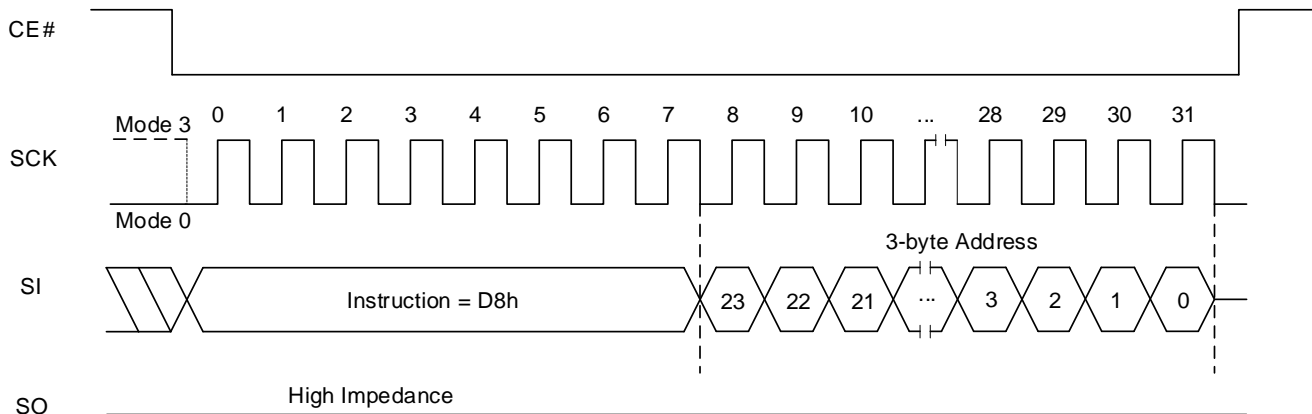 CE#
Mode 3
0 1 2 3 4 5 6 7 8 9 10 ... 28 29 30 31
SCK
Mode 0
3-byte Address
SI
Instruction = D8h
23 22 21 ... 3 2 1 0
High Impedance
SO